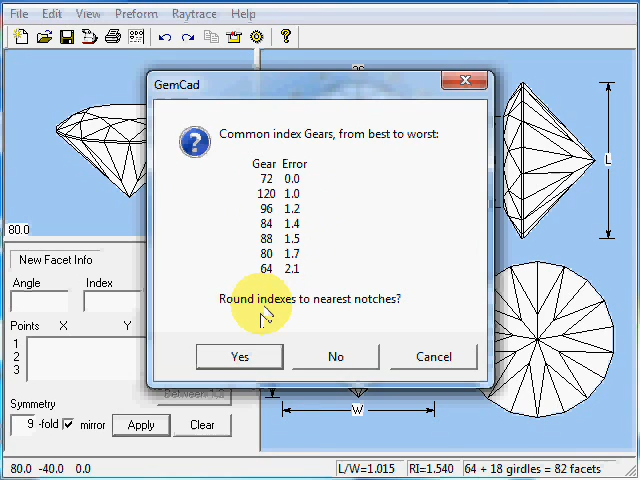 File Edit View Preform Relations Help
GemCad
Common index Gears, from best to worst:
Gear Error
72 0.0
120 1.0
96 1.2
84 1.4
88 1.5
80 1.7
64 2.1
Round indexes to nearest notches?
Yes No Cancel
L
80.0
New Facet Info
Angle Index
Points X Y
1
2
3
Symmetry
9 -fold mirror Apply Clear
W
80.0 -40.0 0.0 L/W=1.015 RI=1.540 64 + 18 girdles = 82 facets